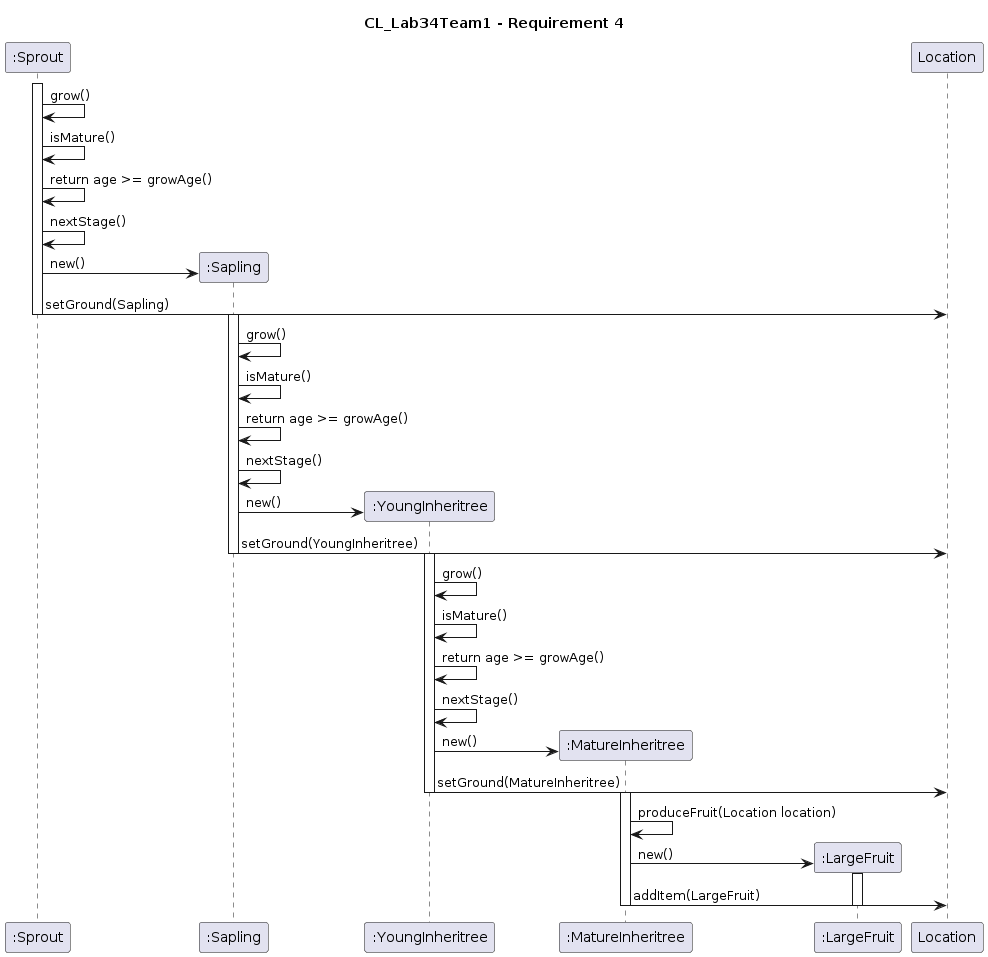 CL_Lab34Team1 - Requirement 4
:Sprout
Location
grow()
isMature()
return age >= growAge()
nextStage()
new()
:Sapling
setGround(Sapling)
grow()
isMature()
return age >= growAge()
nextStage()
new()
:YoungInheritree
setGround(YoungInheritree)
grow()
isMature()
return age >= growAge()
nextStage()
new()
:MatureInheritree
setGround(MatureInheritree)
produceFruit(Location location)
new()
:LargeFruit
addItem(LargeFruit)
:Sprout
:Sapling
:YoungInheritree
:MatureInheritree
:LargeFruit
Location